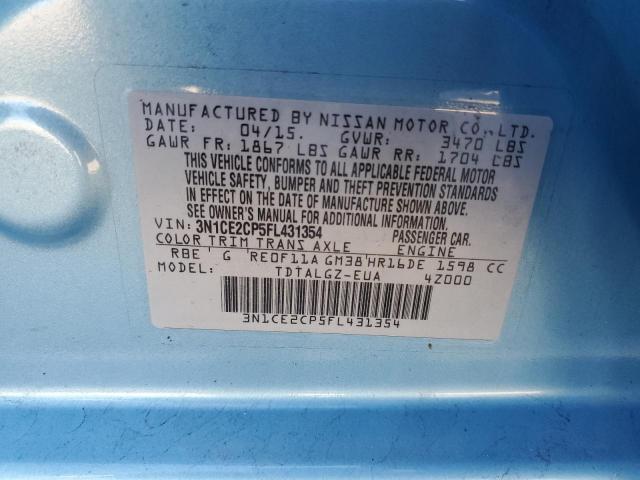 MANUFACTURED BY NISSAN MOTOR CO., LTD.
DATE: 04/15. GVWR: 3470 LBS
GAWR FR: 1867 LBS GAWR RR: 1704 LBS
THIS VEHICLE CONFORMS TO ALL APPLICABLE FEDERAL MOTOR
VEHICLE SAFETY, BUMPER AND THEFT PREVENTION STANDARDS
IN EFFECT ON THE DATE OF MANUFACTURE SHOWN ABOVE.
SEE OWNER'S MANUAL FOR ADDITIONAL INFORMATION.
VIN: 3N1CE2CP5FL431354 PASSENGER CAR.
COLOR TRIM TRANS AXLE ENGINE
RBE G RE0F11A GM38 HR16DE 1598 CC
MODEL: TDTALGZ-EUA 4Z000
3N1CE2CP5FL431354